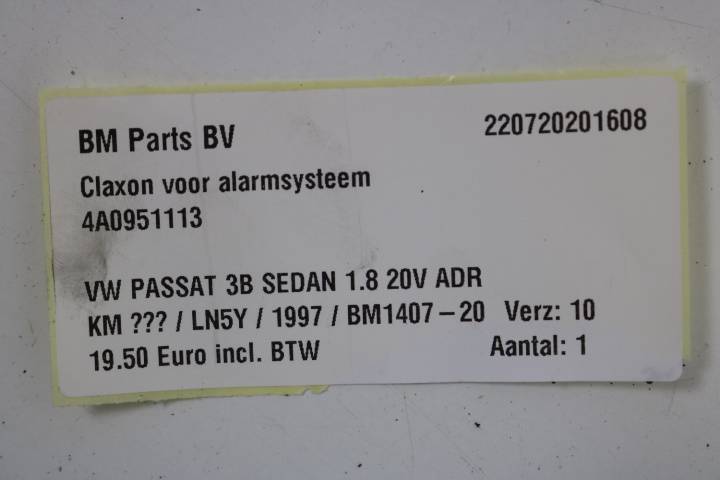 BM Parts BV 220720201608
Claxon voor alarmsysteem
4A0951113
VW PASSAT 3B SEDAN 1.8 20V ADR
KM ??? / LN5Y / 1997 / BM1407-20 Verz: 10
19.50 Euro incl. BTW Aantal: 1